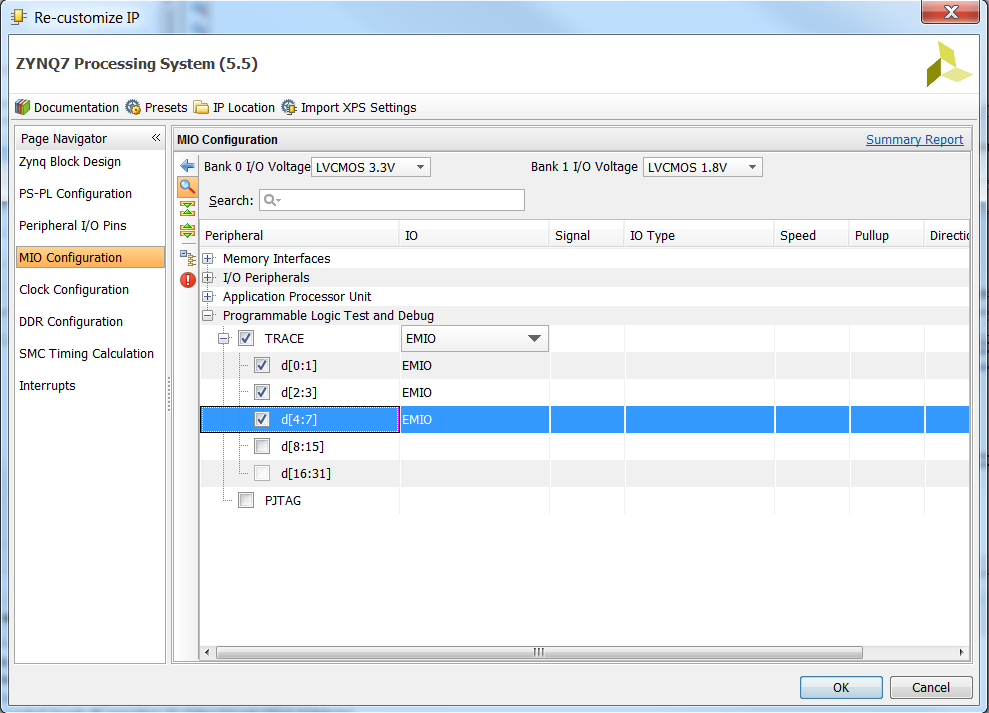 Re-customize IP
ZYNQ7 Processing System (5.5)
Documentation Presets IP Location Import XPS Settings
Page Navigator «
Zynq Block Design
PS-PL Configuration
Peripheral I/O Pins
MIO Configuration
Clock Configuration
DDR Configuration
SMC Timing Calculation
Interrupts
MIO Configuration Summary Report
Bank 0 I/O Voltage LVCMOS 3.3V Bank 1 I/O Voltage LVCMOS 1.8V
Search:
Peripheral IO Signal IO Type Speed Pullup Directio
Memory Interfaces
I/O Peripherals
Application Processor Unit
Programmable Logic Test and Debug
TRACE EMIO
d[0:1] EMIO
d[2:3] EMIO
d[4:7] EMIO
d[8:15]
d[16:31]
PJTAG
OK Cancel